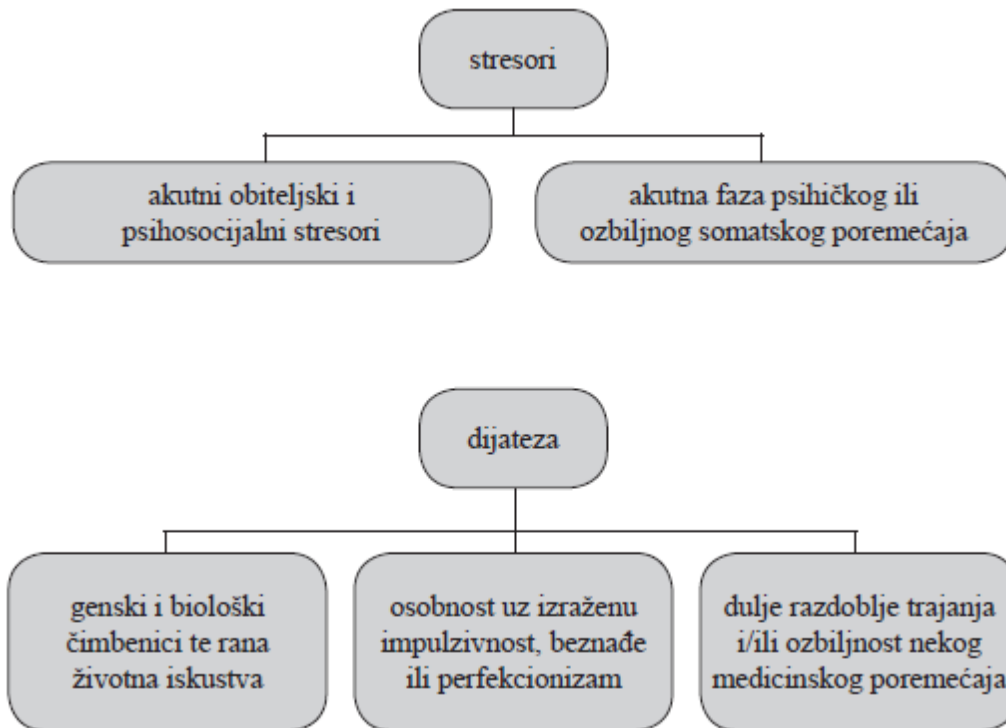 stresori
akutni obiteljski i
psihosocijalni stresori
akutna faza psihičkog ili
ozbiljnog somatskog poremećaja
dijateza
genski i biološki
čimbenici te rana
životna iskustva
osobnost uz izraženu
impulzivnost, beznađe
ili perfekcionizam
dulje razdoblje trajanja
i/ili ozbiljnost nekog
medicinskog poremećaja